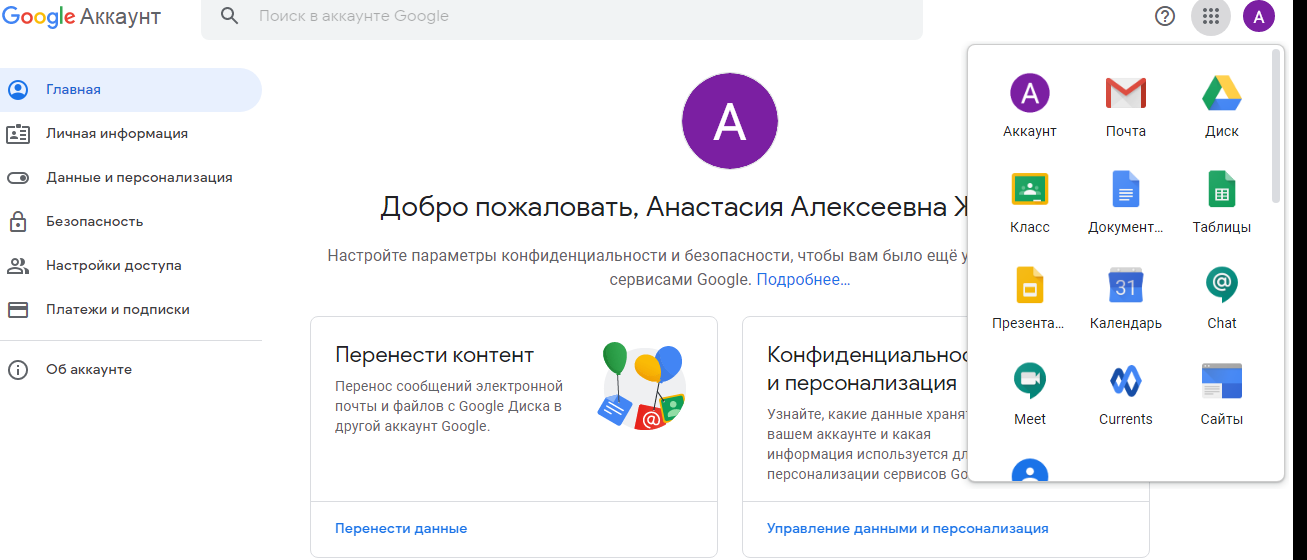 Google Аккаунт
Поиск в аккаунте Google
A
Главная
Личная информация
Данные и персонализация
Безопасность
Настройки доступа
Платежи и подписки
Об аккаунте
A
Добро пожаловать, Анастасия Алексеевна Ж
Настройте параметры конфиденциальности и безопасности, чтобы вам было ещё у
сервисами Google. Подробнее…
Перенести контент
Перенос сообщений электронной
почты и файлов с Google Диска в
другой аккаунт Google.
Перенести данные
Конфиденциальнос
и персонализация
Узнайте, какие данные хранят
вашем аккаунте и какая
информация используется дл
персонализации сервисов Go
Управление данными и персонализация
A
Аккаунт
Почта
Диск
Класс
Документ...
Таблицы
31
Презента...
Календарь
Chat
Meet
Currents
Сайты